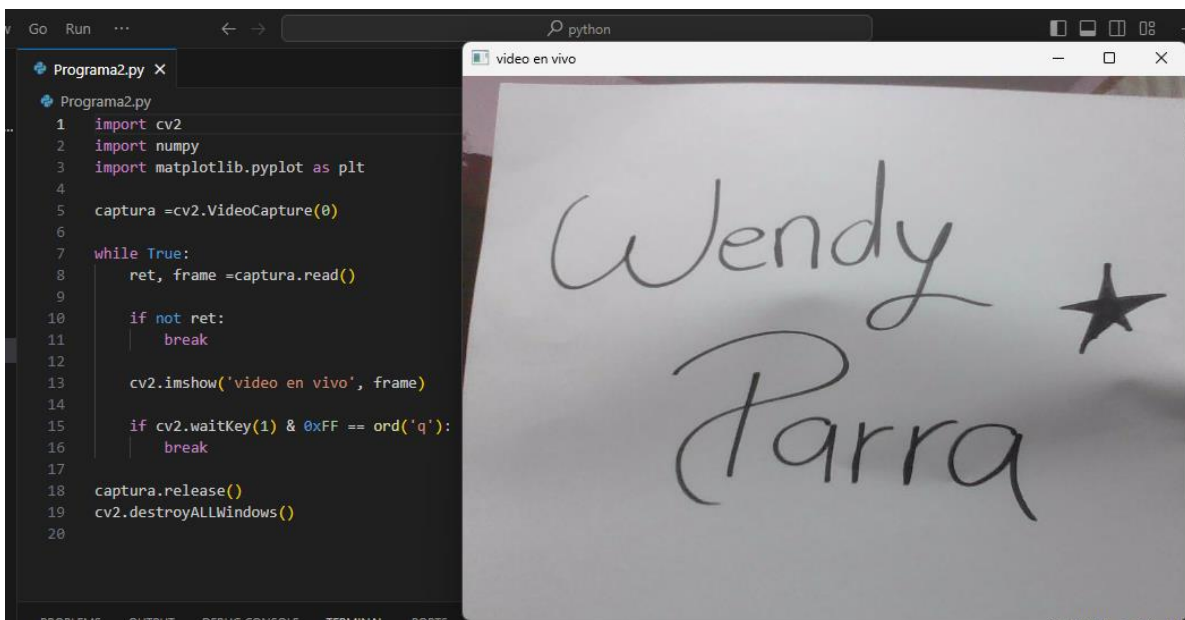 Go Run ... python
Programa2.py video en vivo
Programa2.py
1 import cv2
2 import numpy
3 import matplotlib.pyplot as plt
4
5 captura =cv2.VideoCapture(0)
6
7 while True:
8 ret, frame =captura.read()
9
10 if not ret:
11 break
12
13 cv2.imshow('video en vivo', frame)
14
15 if cv2.waitKey(1) & 0xFF == ord('q'):
16 break
17
18 captura.release()
19 cv2.destroyALLWindows()
20
Wendy
Parra